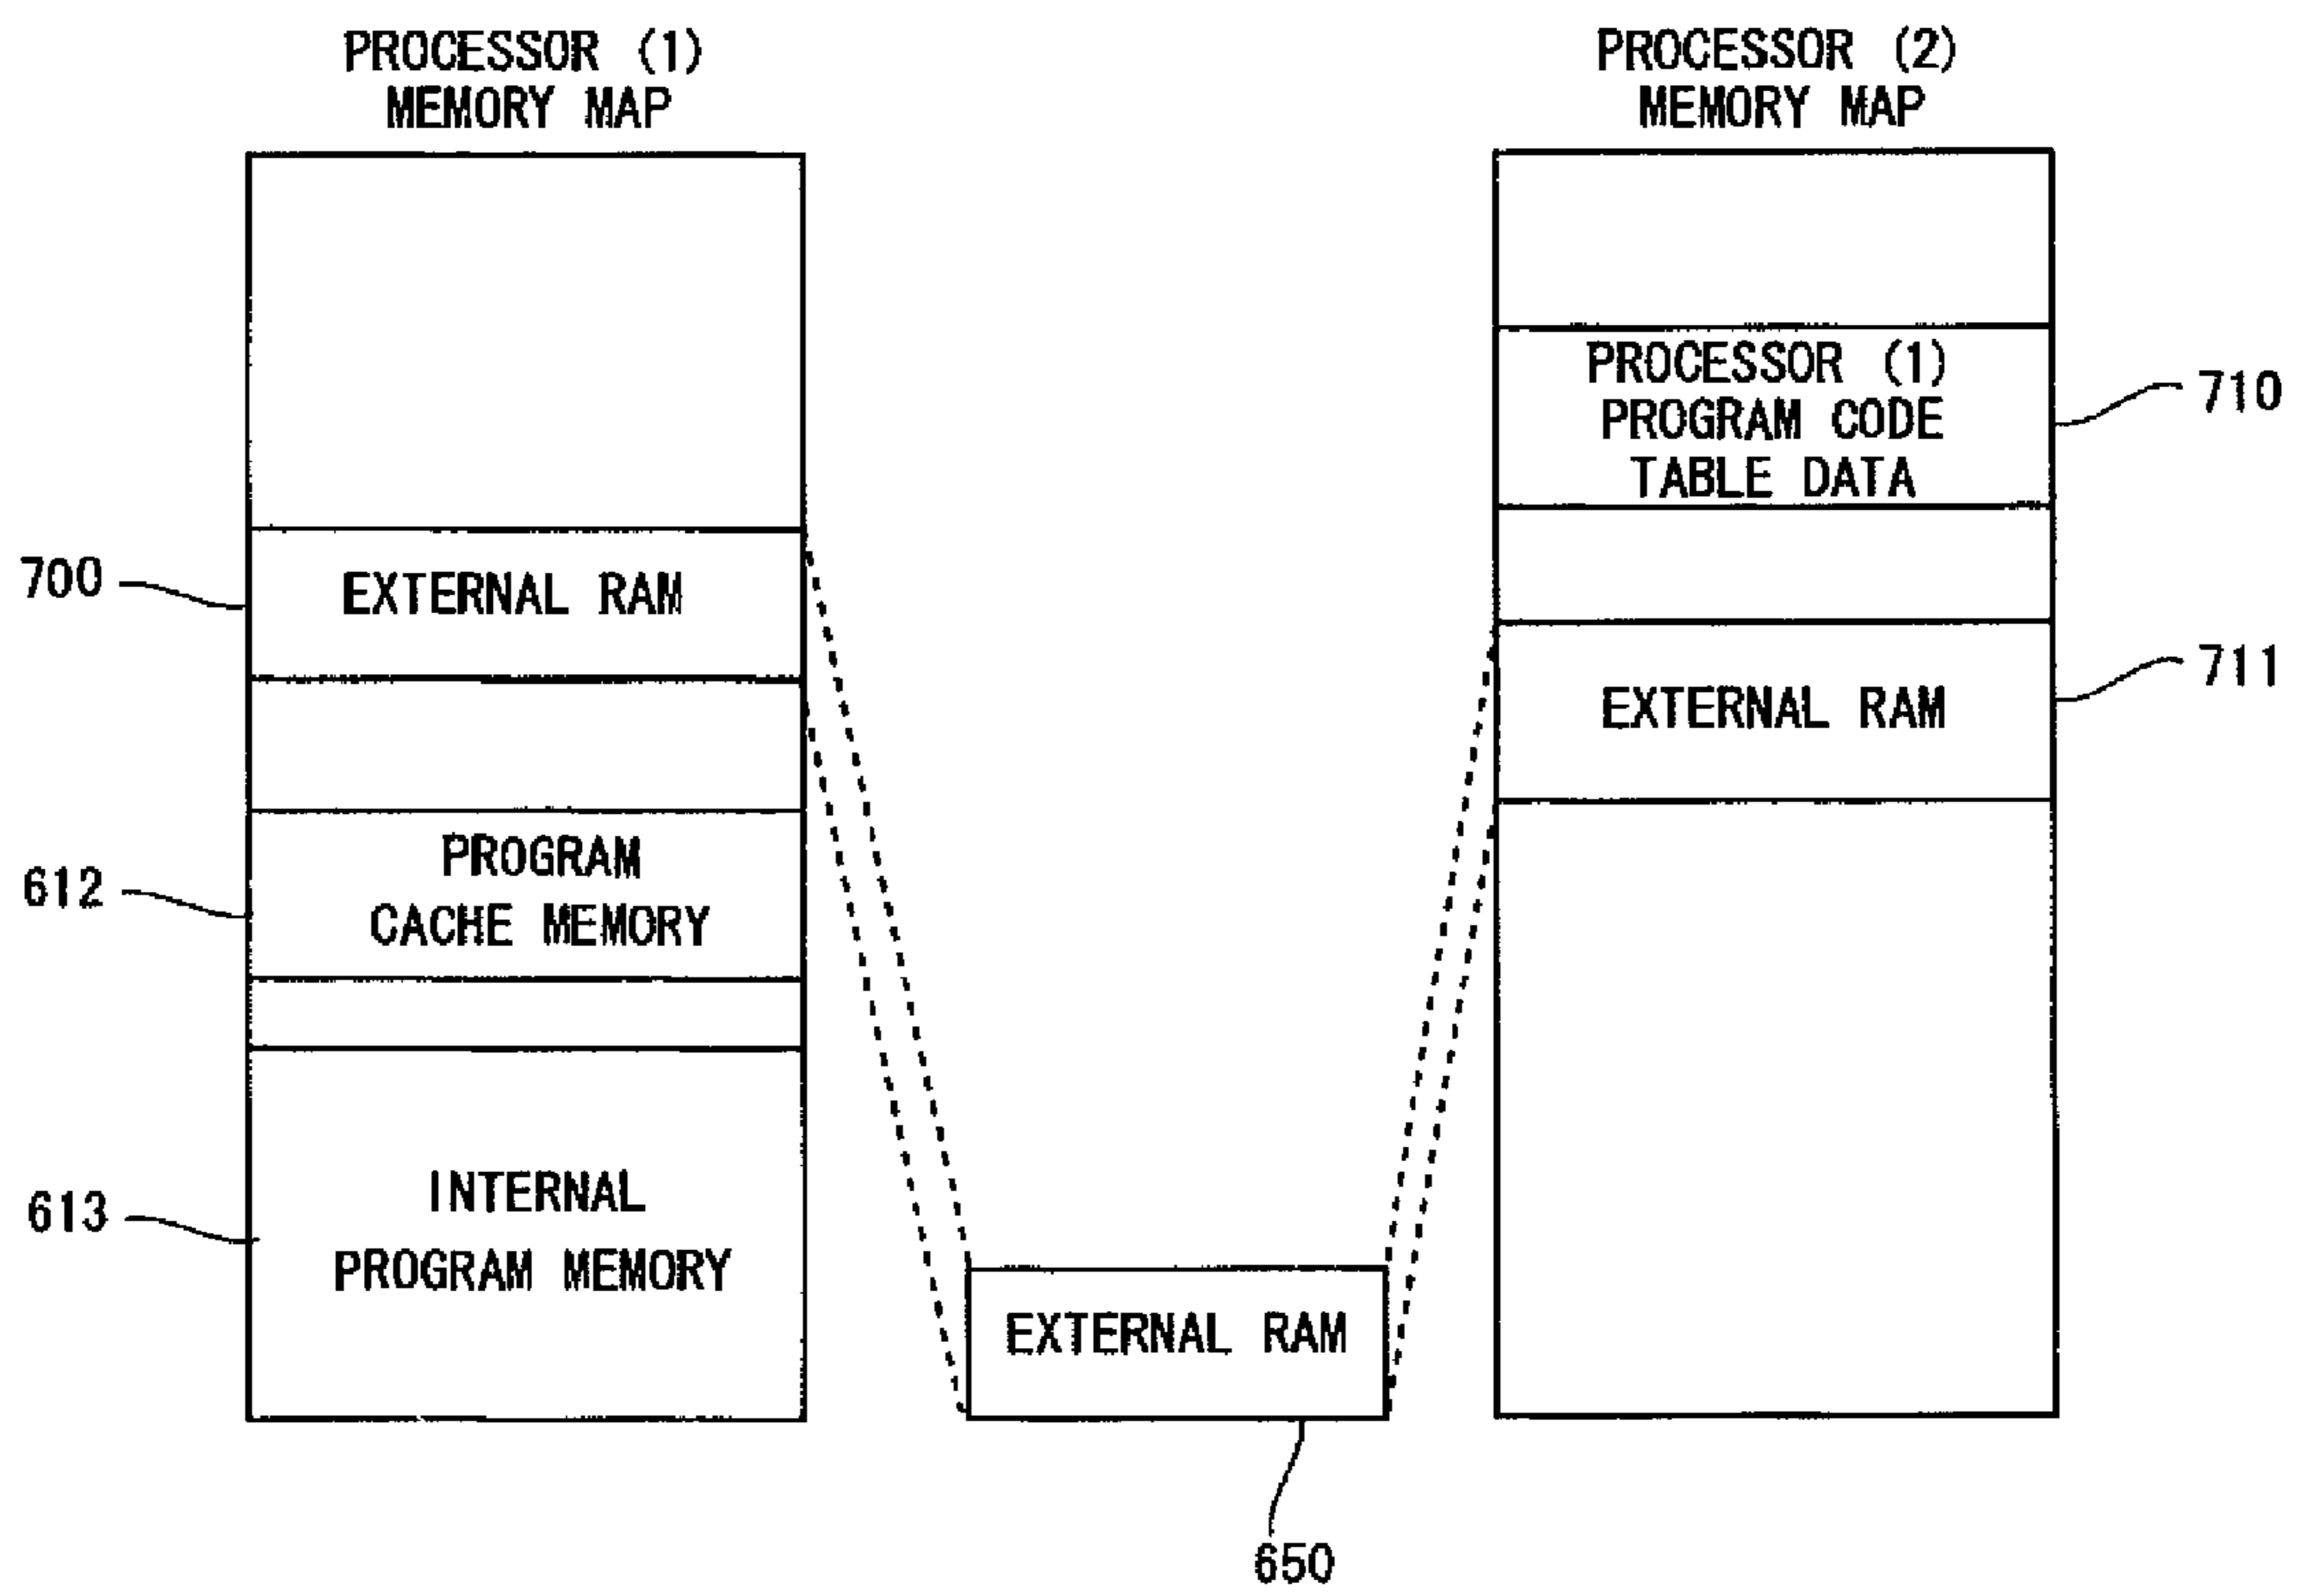 PROCESSOR (1)
MEMORY MAP
PROCESSOR (2)
MEMORY MAP
PROCESSOR (1)
PROGRAM CODE
TABLE DATA
710
700
EXTERNAL RAM
EXTERNAL RAM
711
612
PROGRAM
CACHE MEMORY
613
INTERNAL
PROGRAM MEMORY
EXTERNAL RAM
650